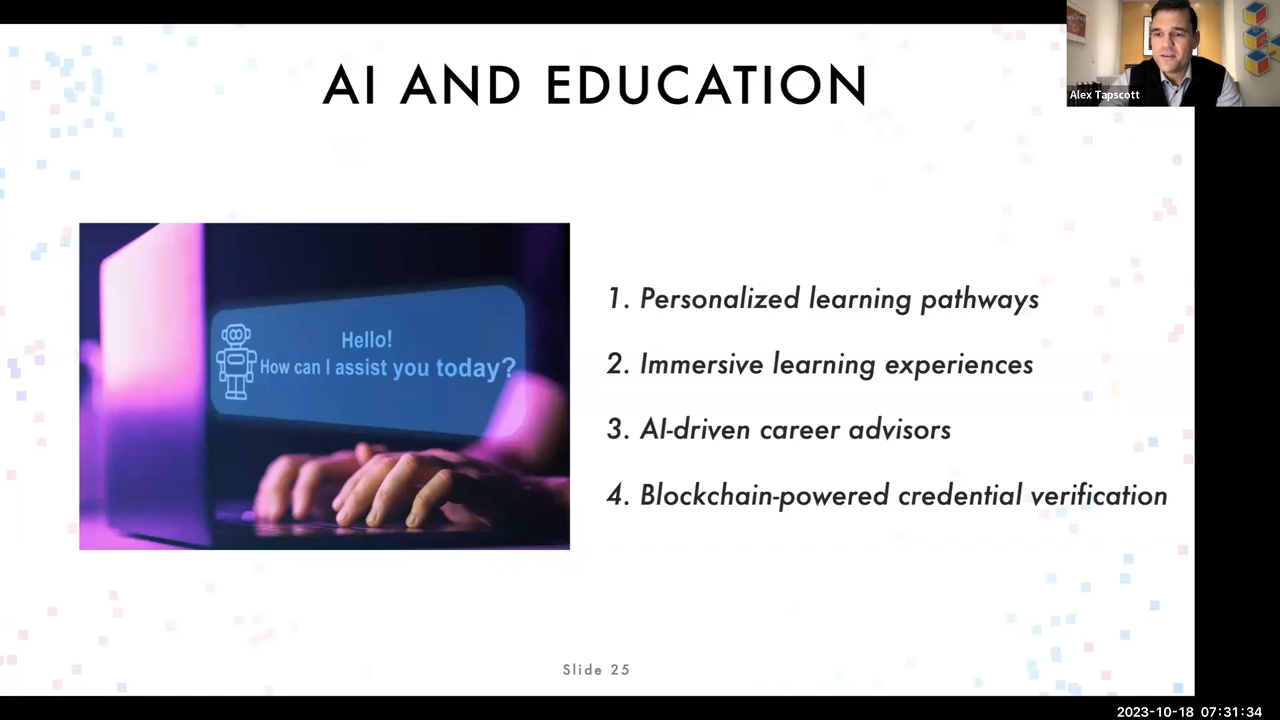 AI AND EDUCATION
Alex Tapscott
Hello!
How can I assist you today?
1. Personalized learning pathways
2. Immersive learning experiences
3. AI-driven career advisors
4. Blockchain-powered credential verification
Slide 25
2023-10-18 07:31:34